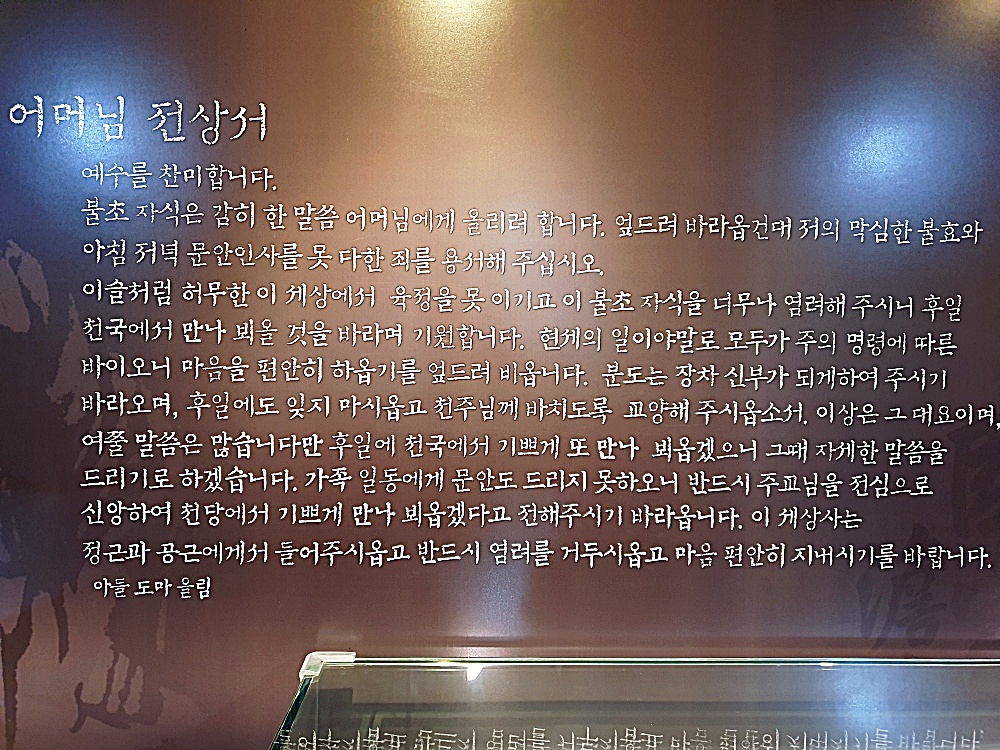 어머님 전상서
예수를 찬미합니다.
불초 자식은 감히 한 말씀 어머님에게 올리려 합니다. 엎드려 바라옵건대 저의 막심한 불효와
아침 저녁 문안인사를 못 다한 죄를 용서해 주십시오.
이슬처럼 허무한 이 세상에서 육정을 못 이기고 이 불초 자식을 너무나 염려해 주시니 후일
천국에서 만나 뵈올 것을 바라며 기원합니다. 현세의 일이야말로 모두가 주의 명령에 따른
바이오니 마음을 편안히 하옵기를 엎드려 비옵니다. 분도는 장차 신부가 되게하여 주시기
바라오며, 후일에도 잊지 마시옵고 천주님께 바치도록 교양해 주시옵소서. 이상은 그 대요이며,
여쭐 말씀은 많습니다만 후일에 천국에서 기쁘게 또 만나 뵈옵겠으니 그때 자세한 말씀을
드리기로 하겠습니다. 가족 일동에게 문안도 드리지 못하오니 반드시 주교님을 전심으로
신앙하여 천당에서 기쁘게 만나 뵈옵겠다고 전해주시기 바라옵니다. 이 세상사는
정근과 공근에게서 들어주시옵고 반드시 염려를 거두시옵고 마음 편안히 지내시기를 바랍니다.
아들 도마 올림